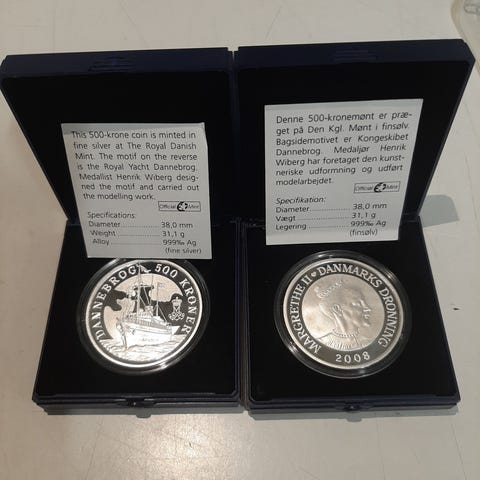 This 500-krone coin is minted in
fine silver at The Royal Danish
Mint. The motif on the reverse
is the Royal Yacht Dannebrog.
Medallist Henrik Wiberg desig-
ned the motif and carried out
the modelling work.
Official Mint
Specifications:
Diameter ................ 38,0 mm
Weight ................... 31,1 g
Alloy ................. 999‰ Ag
(fine silver)
DANNEBROG 500 KRONER
Denne 500-kronemønt er præ-
get på Den Kgl. Mønt i finsølv.
Bagsidemotivet er Kongeskibet
Dannebrog. Medaljør Henrik
Wiberg har foretaget den kunst-
neriske udformning og udført
modelarbejdet.
Official Mint
Specifikation:
Diameter .................. 38,0 mm
Vægt .......................... 31,1 g
Legering ................ 999‰ Ag
(finsølv)
MARGRETHE II DANMARKS DRONNING
2008